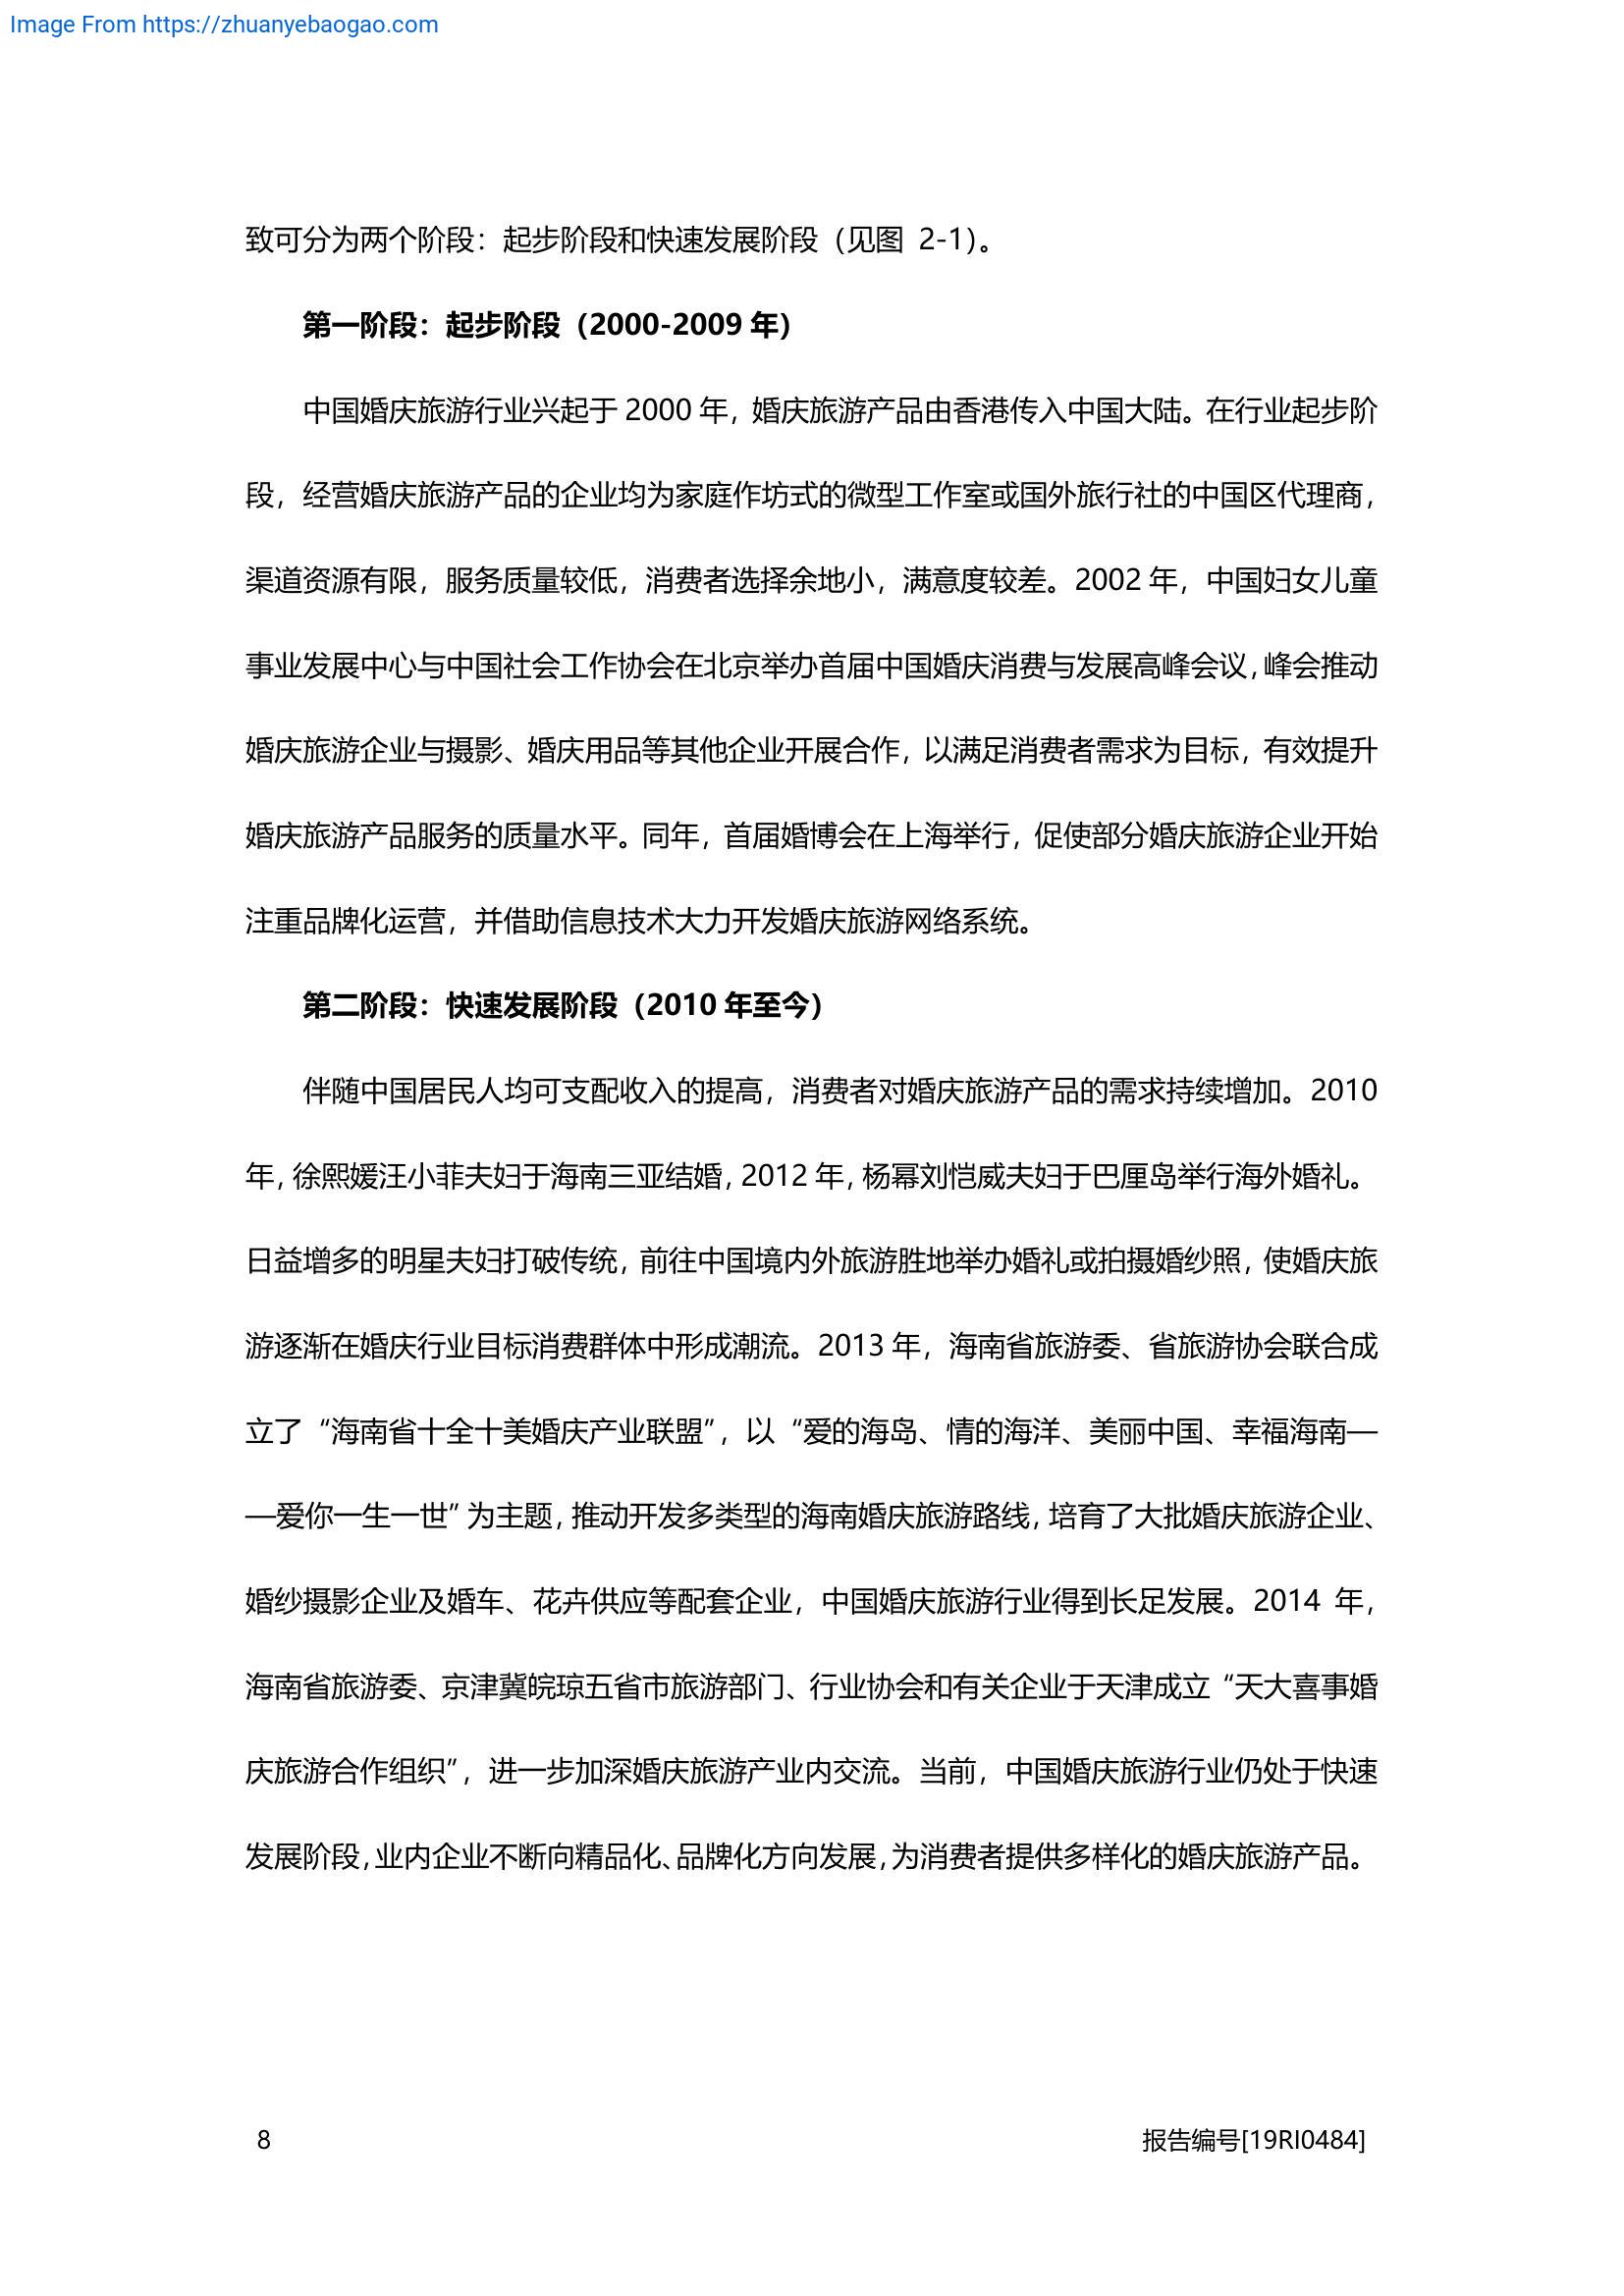 Image From https://zhuanyebaogao.com
致可分为两个阶段：起步阶段和快速发展阶段（见图 2-1）。
第一阶段：起步阶段（2000-2009 年）
中国婚庆旅游行业兴起于 2000 年，婚庆旅游产品由香港传入中国大陆。在行业起步阶
段，经营婚庆旅游产品的企业均为家庭作坊式的微型工作室或国外旅行社的中国区代理商，
渠道资源有限，服务质量较低，消费者选择余地小，满意度较差。2002 年，中国妇女儿童
事业发展中心与中国社会工作协会在北京举办首届中国婚庆消费与发展高峰会议，峰会推动
婚庆旅游企业与摄影、婚庆用品等其他企业开展合作，以满足消费者需求为目标，有效提升
婚庆旅游产品服务的质量水平。同年，首届婚博会在上海举行，促使部分婚庆旅游企业开始
注重品牌化运营，并借助信息技术大力开发婚庆旅游网络系统。
第二阶段：快速发展阶段（2010 年至今）
伴随中国居民人均可支配收入的提高，消费者对婚庆旅游产品的需求持续增加。2010
年，徐熙媛汪小菲夫妇于海南三亚结婚，2012 年，杨幂刘恺威夫妇于巴厘岛举行海外婚礼。
日益增多的明星夫妇打破传统，前往中国境内外旅游胜地举办婚礼或拍摄婚纱照，使婚庆旅
游逐渐在婚庆行业目标消费群体中形成潮流。2013 年，海南省旅游委、省旅游协会联合成
立了“海南省十全十美婚庆产业联盟”，以“爱的海岛、情的海洋、美丽中国、幸福海南—
—爱你一生一世”为主题，推动开发多类型的海南婚庆旅游路线，培育了大批婚庆旅游企业、
婚纱摄影企业及婚车、花卉供应等配套企业，中国婚庆旅游行业得到长足发展。2014 年，
海南省旅游委、京津冀皖琼五省市旅游部门、行业协会和有关企业于天津成立“天大喜事婚
庆旅游合作组织”，进一步加深婚庆旅游产业内交流。当前，中国婚庆旅游行业仍处于快速
发展阶段，业内企业不断向精品化、品牌化方向发展，为消费者提供多样化的婚庆旅游产品。
8
报告编号[19RI0484]